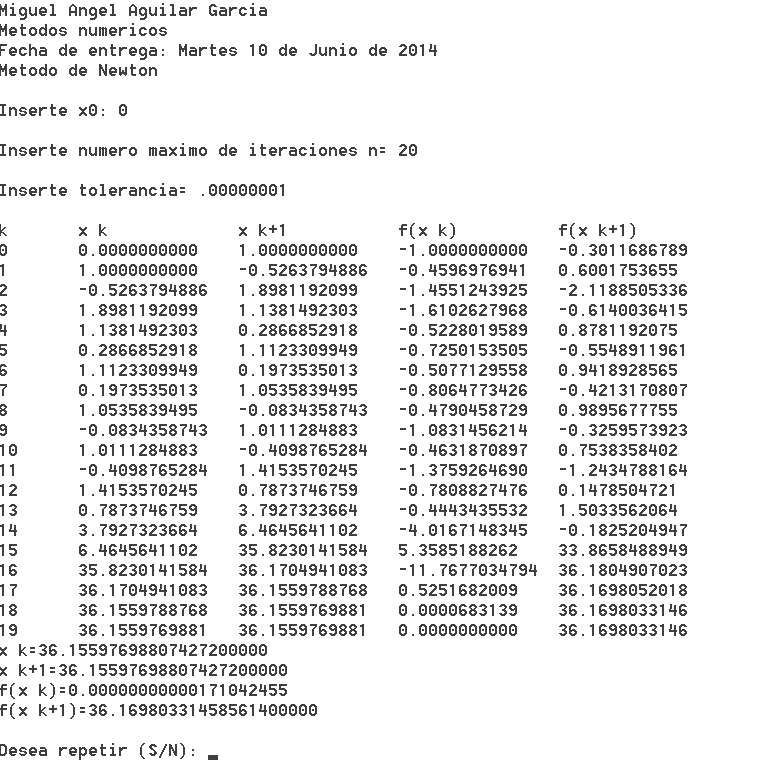 Miguel Angel Aguilar Garcia
Metodos numericos
Fecha de entrega: Martes 10 de Junio de 2014
Metodo de Newton
Inserte x0: 0
Inserte numero maximo de iteraciones n= 20
Inserte tolerancia= .00000001
k x k x k+1 f(x k) f(x k+1)
0 0.0000000000 1.0000000000 -1.0000000000 -0.3011686789
1 1.0000000000 -0.5263794886 -0.4596976941 0.6001753655
2 -0.5263794886 1.8981192099 -1.4551243925 -2.1188505336
3 1.8981192099 1.1381492303 -1.6102627968 -0.6140036415
4 1.1381492303 0.2866852918 -0.5228019589 0.8781192075
5 0.2866852918 1.1123309949 -0.7250153505 -0.5548911961
6 1.1123309949 0.1973535013 -0.5077129558 0.9418928565
7 0.1973535013 1.0535839495 -0.8064773426 -0.4213170807
8 1.0535839495 -0.0834358743 -0.4790458729 0.9895677755
9 -0.0834358743 1.0111284883 -1.0831456214 -0.3259573923
10 1.0111284883 -0.4098765284 -0.4631870897 0.7538358402
11 -0.4098765284 1.4153570245 -1.3759264690 -1.2434788164
12 1.4153570245 0.7873746759 -0.7808827476 0.1478504721
13 0.7873746759 3.7927323664 -0.4443435532 1.5033562064
14 3.7927323664 6.4645641102 -4.0167148345 -0.1825204947
15 6.4645641102 35.8230141584 5.3585188262 33.8658488949
16 35.8230141584 36.1704941083 -11.7677034794 36.1804907023
17 36.1704941083 36.1559788768 0.5251682009 36.1698052018
18 36.1559788768 36.1559769881 0.0000683139 36.1698033146
19 36.1559769881 36.1559769881 0.0000000000 36.1698033146
x k=36.15597698807427200000
x k+1=36.15597698807427200000
f(x k)=0.00000000000171042455
f(x k+1)=36.16980331458561400000
Desea repetir (S/N): _